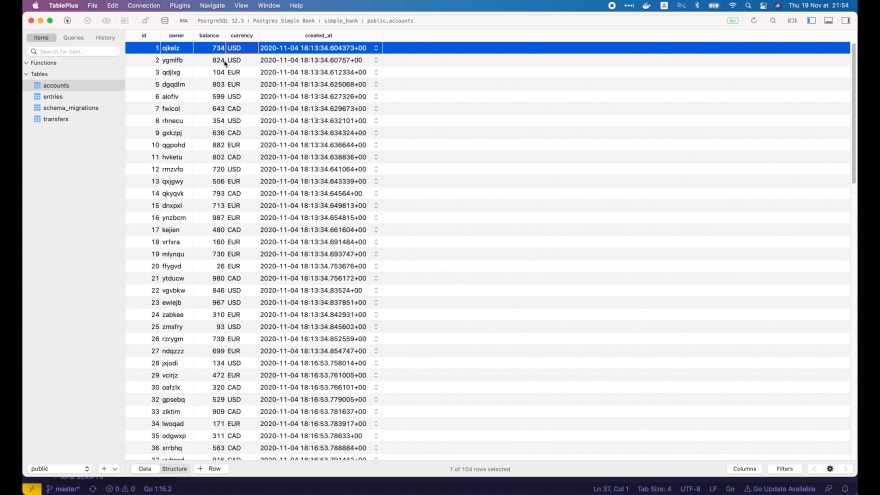 TablePlus File Edit Connection Plugins Navigate View Window Help Thu 19 Nov at 21:54
SQL PostgreSQL 12.3 : Postgres Simple Bank : simple_bank : public.accounts
Items Queries History
Search for item...
Functions
Tables
accounts
entries
schema_migrations
transfers
id owner balance currency created_at
1 ojkelz 734 USD 2020-11-04 18:13:34.604373+00
2 ygmlfb 824 USD 2020-11-04 18:13:34.60757+00
3 qdjlxg 104 EUR 2020-11-04 18:13:34.612334+00
5 dgqdlm 803 EUR 2020-11-04 18:13:34.625068+00
6 alofiv 599 USD 2020-11-04 18:13:34.627326+00
7 fwicol 643 CAD 2020-11-04 18:13:34.629673+00
8 rhnecu 354 USD 2020-11-04 18:13:34.632101+00
9 gxkzpj 636 CAD 2020-11-04 18:13:34.634324+00
10 qgpohd 882 EUR 2020-11-04 18:13:34.636644+00
11 hvketu 802 CAD 2020-11-04 18:13:34.638836+00
12 rmzvfo 720 USD 2020-11-04 18:13:34.641064+00
13 qxjgwy 506 EUR 2020-11-04 18:13:34.643339+00
14 qkyqvk 793 CAD 2020-11-04 18:13:34.64564+00
15 dnxpxl 713 EUR 2020-11-04 18:13:34.649813+00
16 ynzbcm 987 EUR 2020-11-04 18:13:34.654815+00
17 kejien 480 CAD 2020-11-04 18:13:34.661604+00
18 vrfxra 160 EUR 2020-11-04 18:13:34.691484+00
19 mlynqu 730 EUR 2020-11-04 18:13:34.693747+00
20 ffygvd 26 EUR 2020-11-04 18:13:34.753676+00
21 ytducw 980 CAD 2020-11-04 18:13:34.756172+00
22 vgvbkw 846 USD 2020-11-04 18:13:34.83524+00
23 ewiejb 967 USD 2020-11-04 18:13:34.837851+00
24 zabkee 310 EUR 2020-11-04 18:13:34.842931+00
25 zmsfry 93 USD 2020-11-04 18:13:34.845602+00
26 rzrygm 739 EUR 2020-11-04 18:13:34.852559+00
27 ndqzzz 699 EUR 2020-11-04 18:13:34.854747+00
28 jxjodi 134 USD 2020-11-04 18:16:53.758014+00
29 vcirjz 472 EUR 2020-11-04 18:16:53.761005+00
30 oafzlx 320 CAD 2020-11-04 18:16:53.766101+00
32 gpsebq 529 USD 2020-11-04 18:16:53.779005+00
33 ziktim 909 CAD 2020-11-04 18:16:53.781637+00
34 lwoqad 171 EUR 2020-11-04 18:16:53.783917+00
35 odgwxp 311 CAD 2020-11-04 18:16:53.78633+00
36 xrrbhq 563 CAD 2020-11-04 18:16:53.788884+00
public Data Structure + Row 1 of 104 rows selected Columns Filters
master* 0 0 Go 1.15.2 Ln 37, Col 1 Tab Size: 4 UTF-8 LF Go Go Update Available